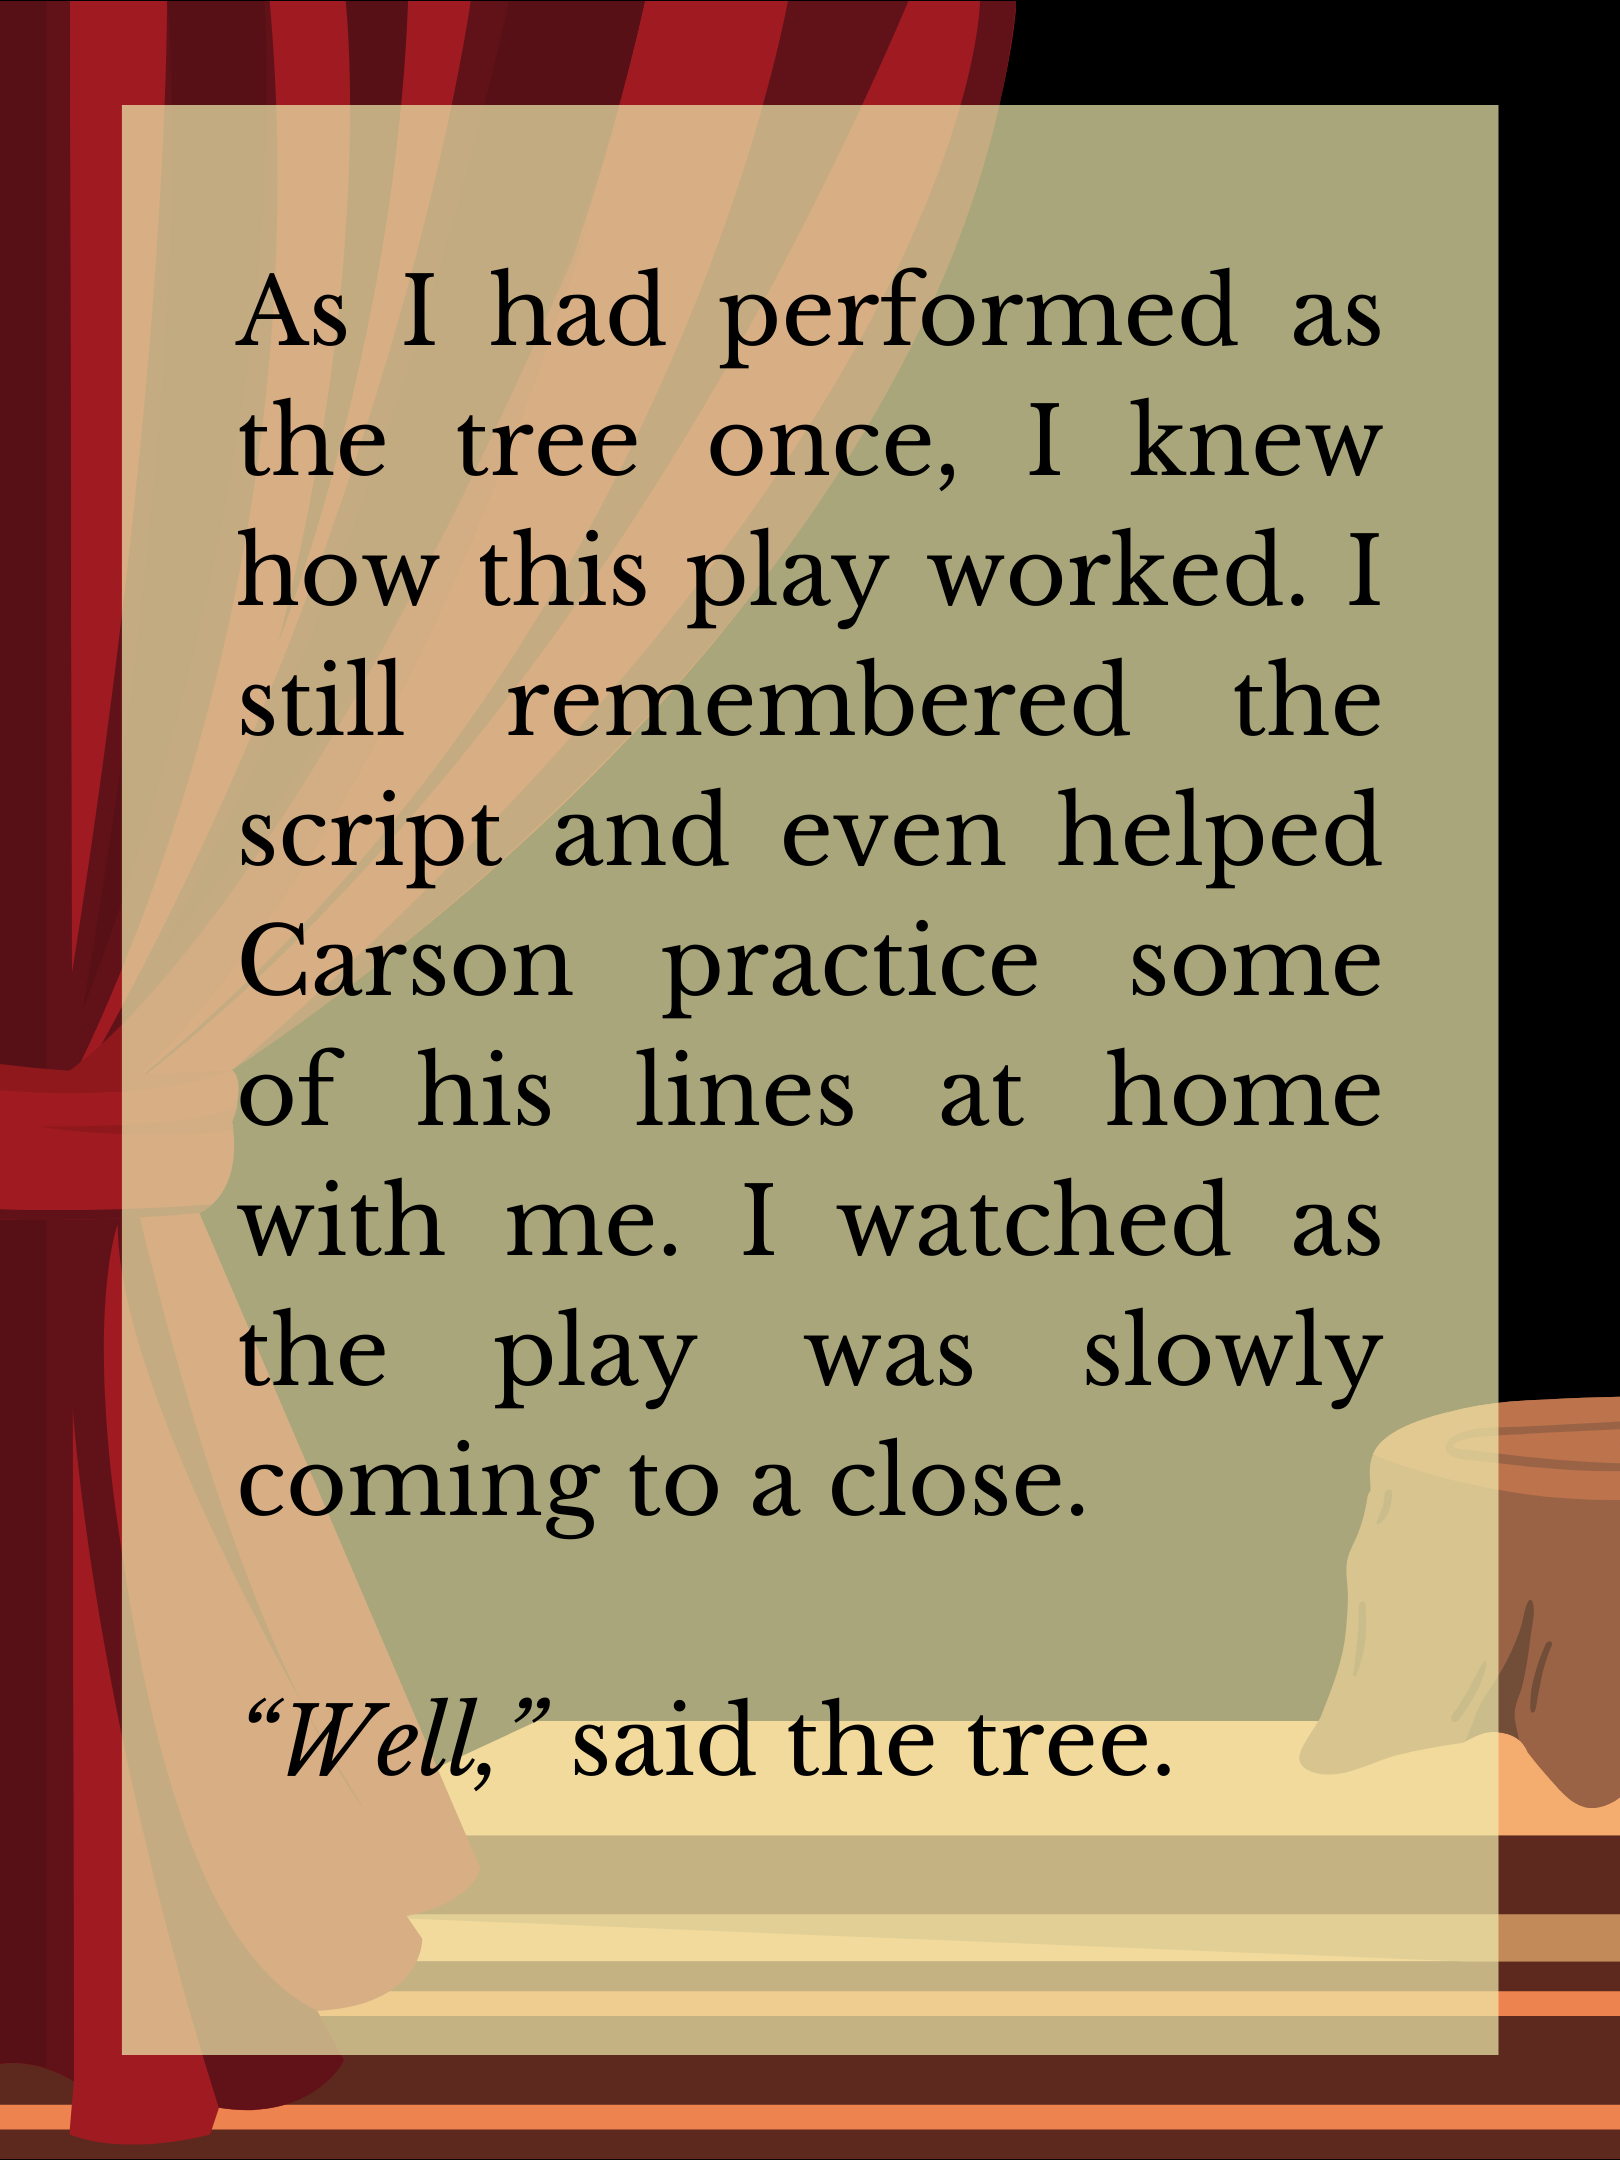 As I had performed as
the tree once, I knew
how this play worked. I
still remembered the
script and even helped
Carson practice some
of his lines at home
with me. I watched as
the play was slowly
coming to a close.
“Well,” said the tree.